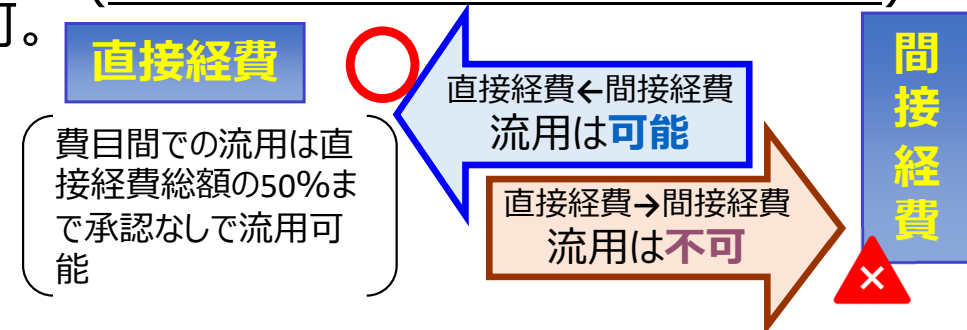 可。
直接経費
費目間での流用は直
接経費総額の50%ま
で承認なしで流用可
能
直接経費←間接経費
流用は可能
直接経費→間接経費
流用は不可
間接経費